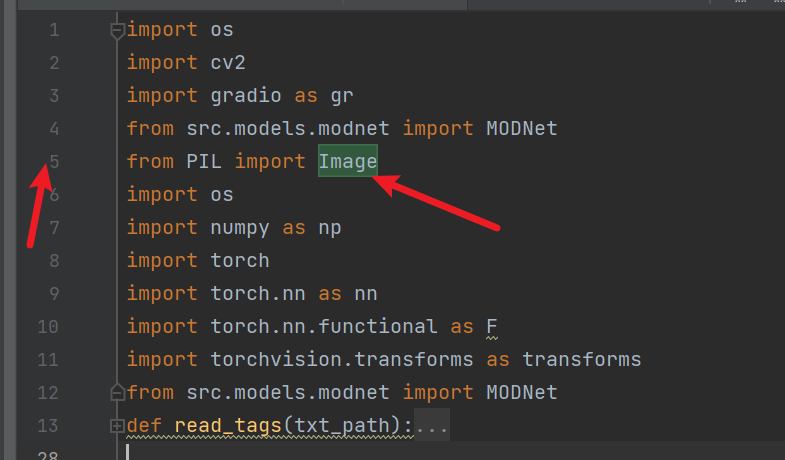 1 import os
2 import cv2
3 import gradio as gr
4 from src.models.modnet import MODNet
5 from PIL import Image
6 import os
7 import numpy as np
8 import torch
9 import torch.nn as nn
10 import torch.nn.functional as F
11 import torchvision.transforms as transforms
12 from src.models.modnet import MODNet
13 def read_tags(txt_path):...
28